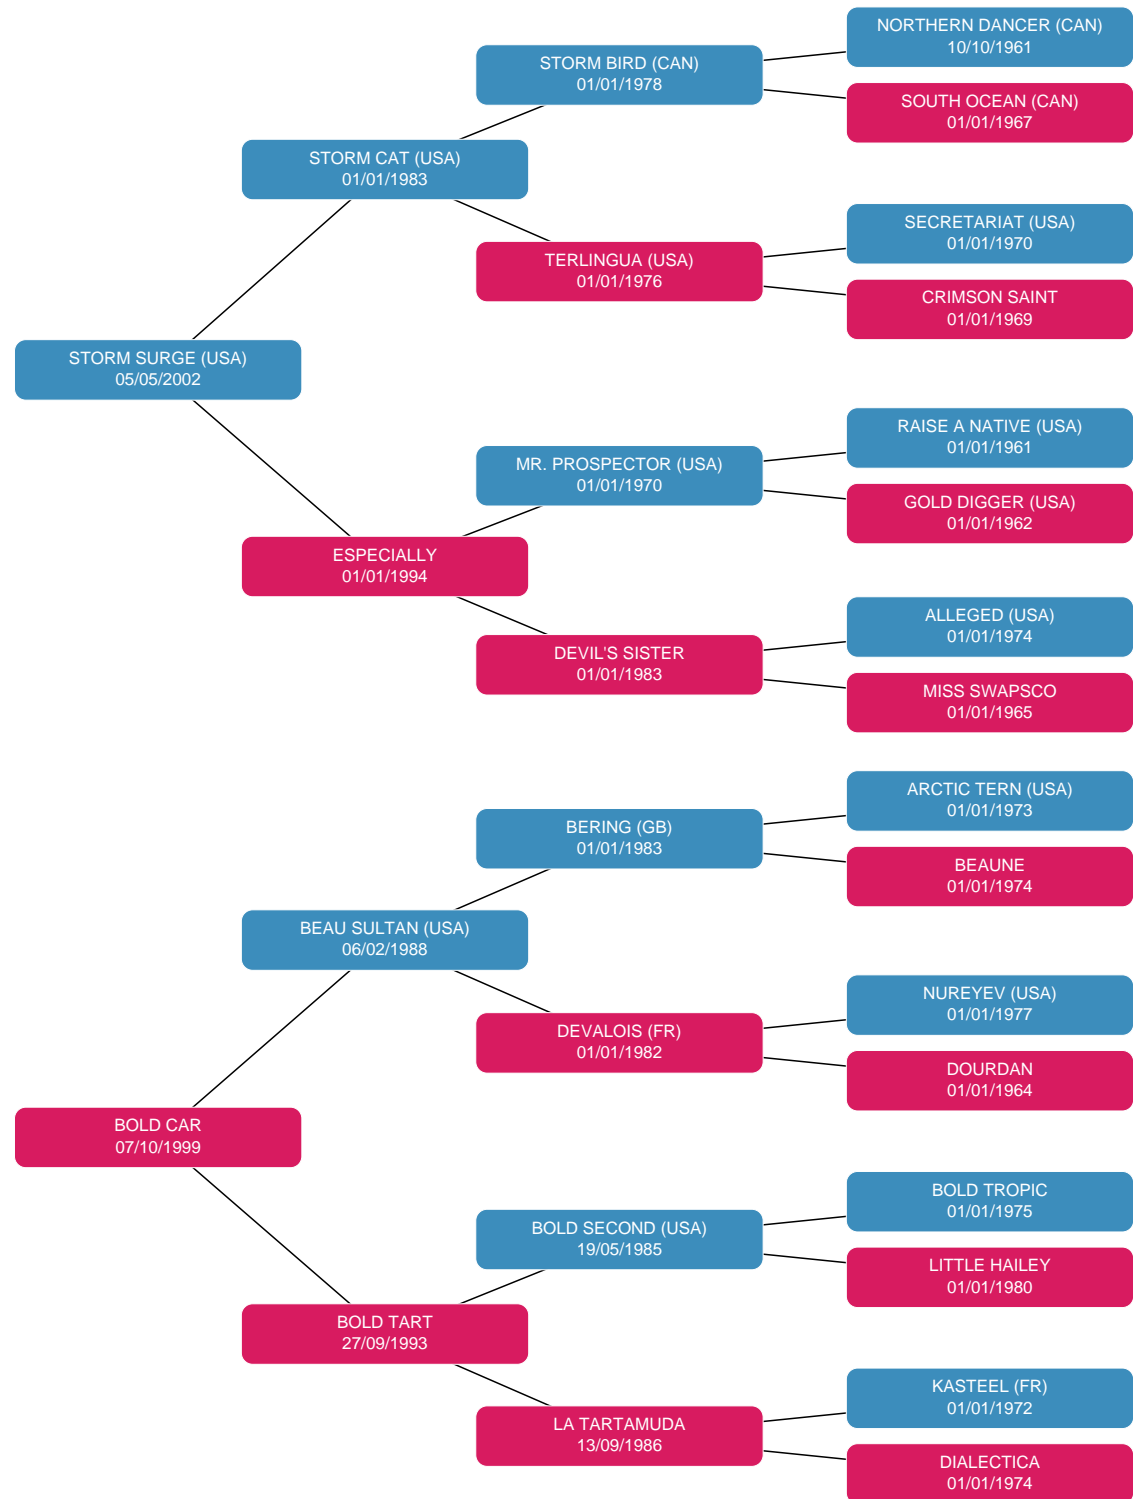 NORTHERN DANCER (CAN)
10/10/1961
STORM BIRD (CAN)
01/01/1978
SOUTH OCEAN (CAN)
01/01/1967
STORM CAT (USA)
01/01/1983
SECRETARIAT (USA)
01/01/1970
TERLINGUA (USA)
01/01/1976
CRIMSON SAINT
01/01/1969
STORM SURGE (USA)
05/05/2002
RAISE A NATIVE (USA)
01/01/1961
MR. PROSPECTOR (USA)
01/01/1970
GOLD DIGGER (USA)
01/01/1962
ESPECIALLY
01/01/1994
ALLEGED (USA)
01/01/1974
DEVIL'S SISTER
01/01/1983
MISS SWAPSCO
01/01/1965
ARCTIC TERN (USA)
01/01/1973
BERING (GB)
01/01/1983
BEAUNE
01/01/1974
BEAU SULTAN (USA)
06/02/1988
NUREYEV (USA)
01/01/1977
DEVALOIS (FR)
01/01/1982
DOURDAN
01/01/1964
BOLD CAR
07/10/1999
BOLD TROPIC
01/01/1975
BOLD SECOND (USA)
19/05/1985
LITTLE HAILEY
01/01/1980
BOLD TART
27/09/1993
KASTEEL (FR)
01/01/1972
LA TARTAMUDA
13/09/1986
DIALECTICA
01/01/1974